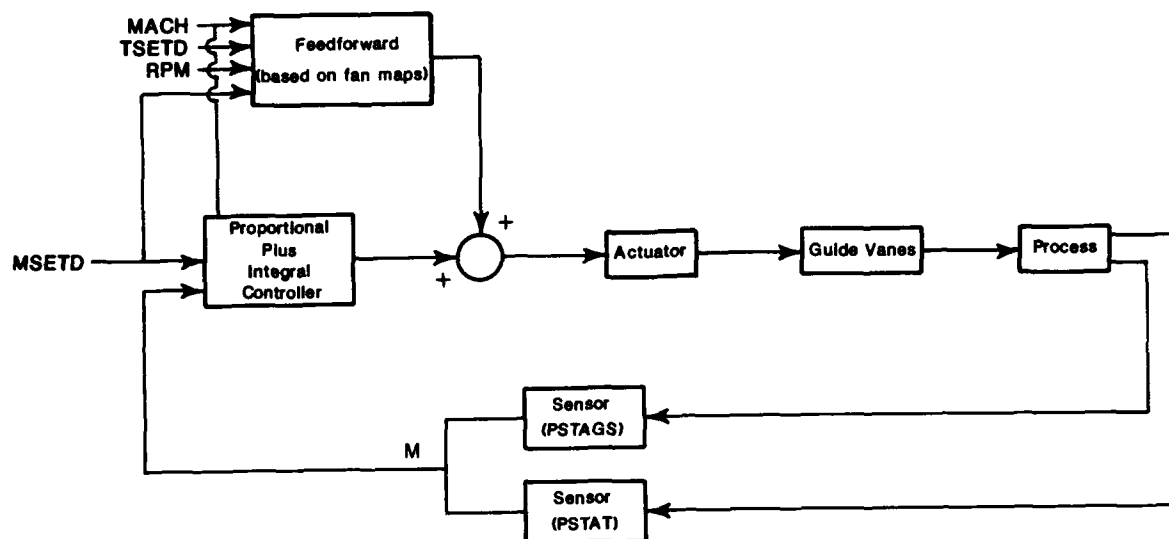 MACH
TSETD
RPM
Feedforward
(based on fan maps)
+
MSETD
Proportional
Plus
Integral
Controller
+
Actuator
Guide Vanes
Process
Sensor
(PSTAGS)
M
Sensor
(PSTAT)